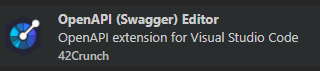 OpenAPI (Swagger) Editor
OpenAPI extension for Visual Studio Code
42Crunch